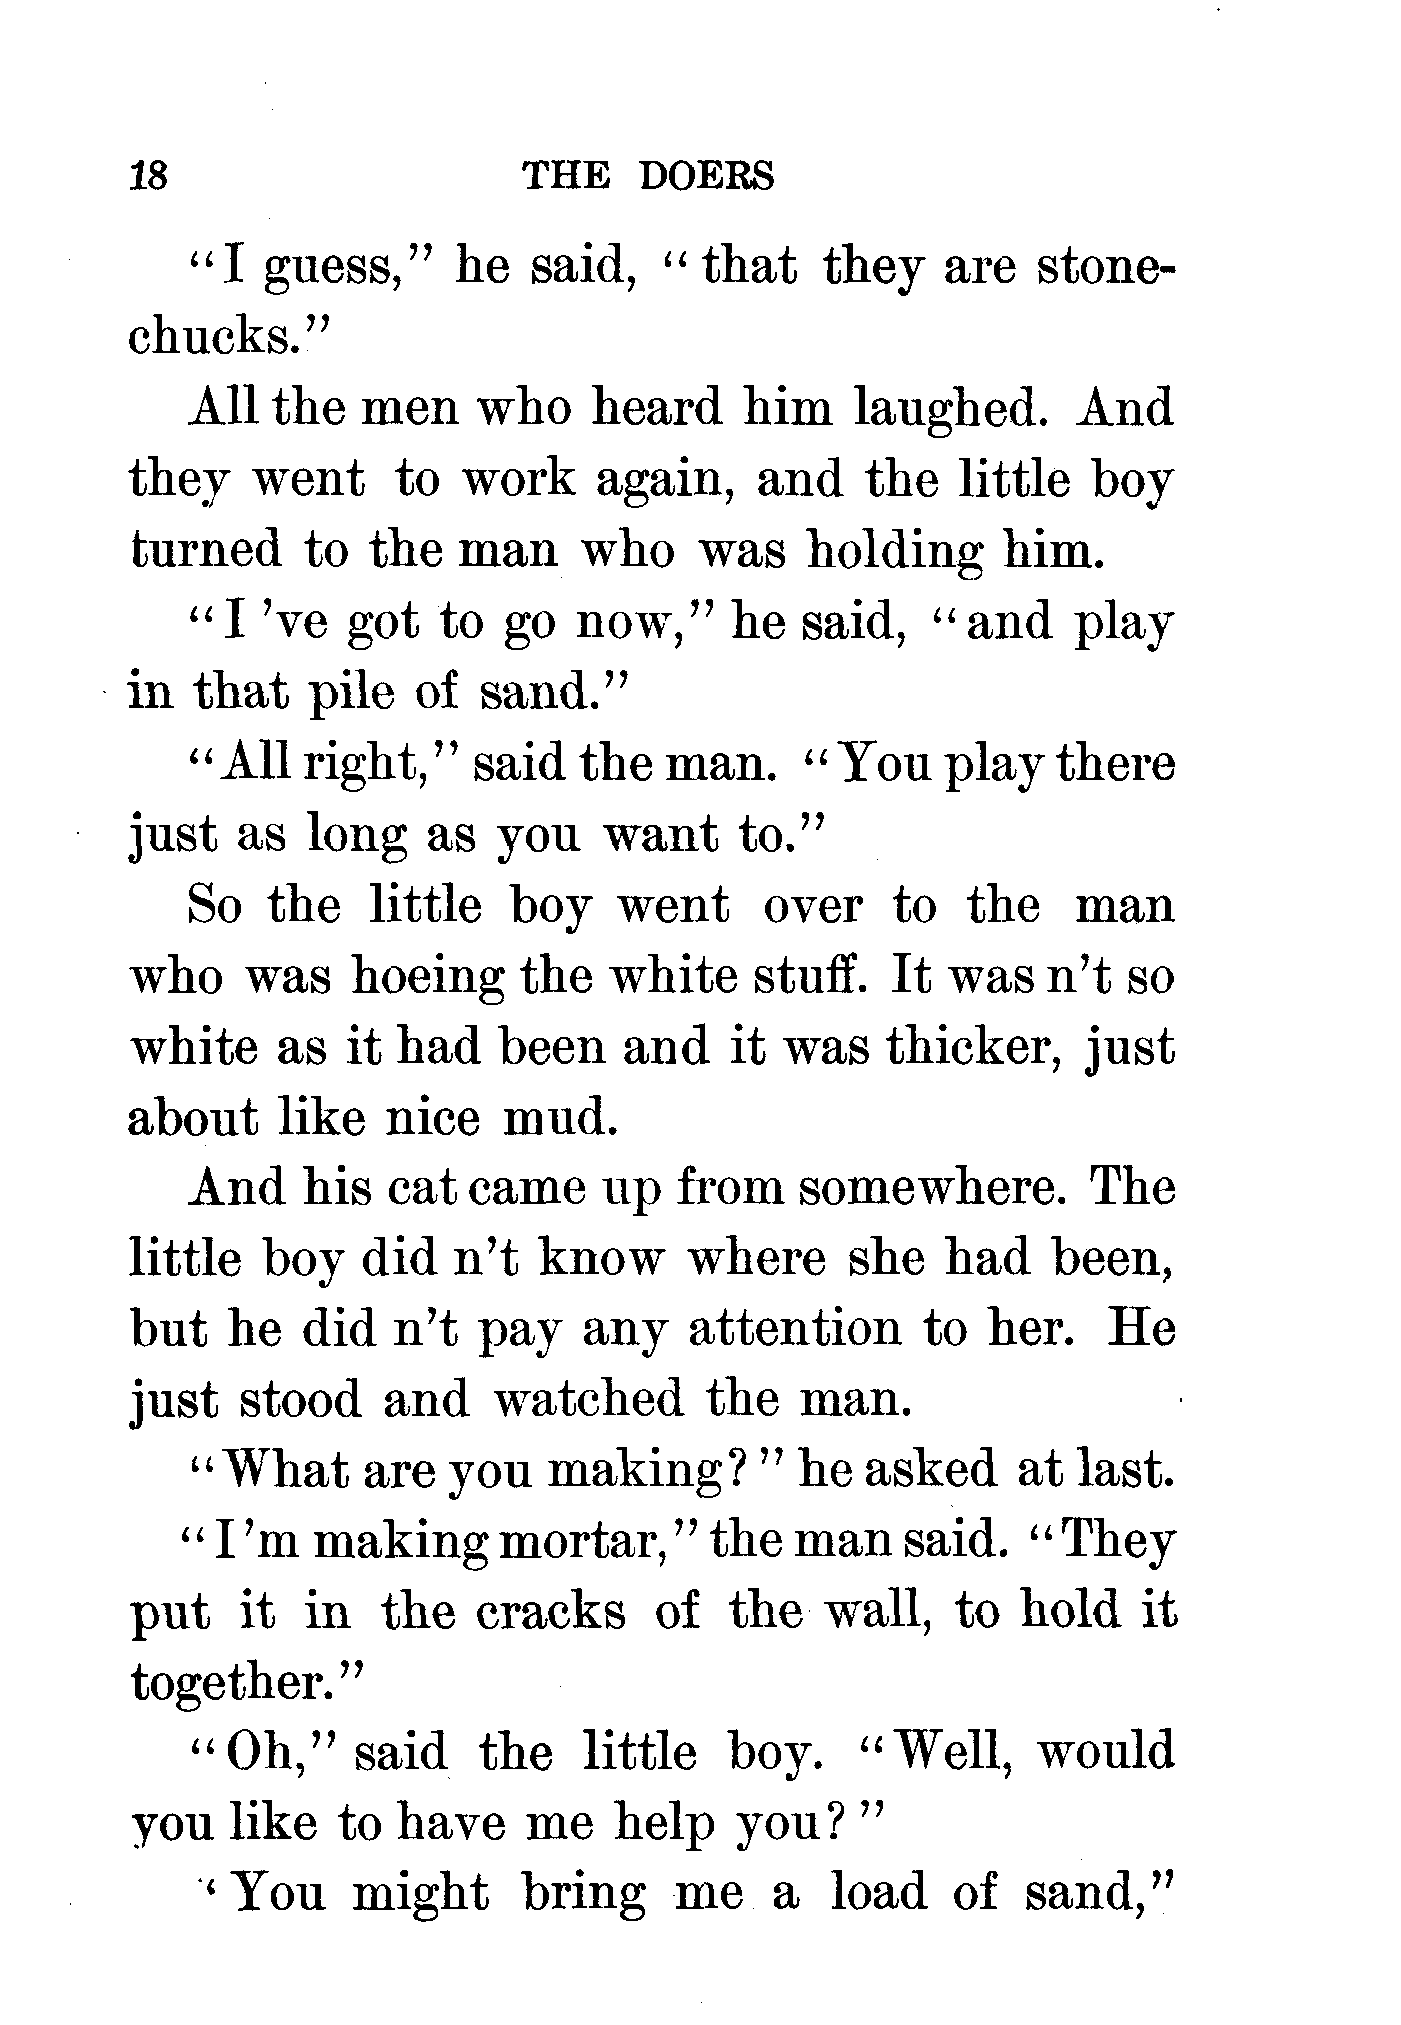 18 THE DOERS
"I guess," he said, "that they are stone-
chucks."
All the men who heard him laughed. And
they went to work again, and the little boy
turned to the man who was holding him.
"I 've got to go now," he said, "and play
in that pile of sand."
"All right," said the man. "You play there
just as long as you want to."
So the little boy went over to the man
who was hoeing the white stuff. It was n't so
white as it had been and it was thicker, just
about like nice mud.
And his cat came up from somewhere. The
little boy did n't know where she had been,
but he did n't pay any attention to her. He
just stood and watched the man.
"What are you making?" he asked at last.
"I 'm making mortar," the man said. "They
put it in the cracks of the wall, to hold it
together."
"Oh," said the little boy. "Well, would
you like to have me help you?"
"You might bring me a load of sand,"